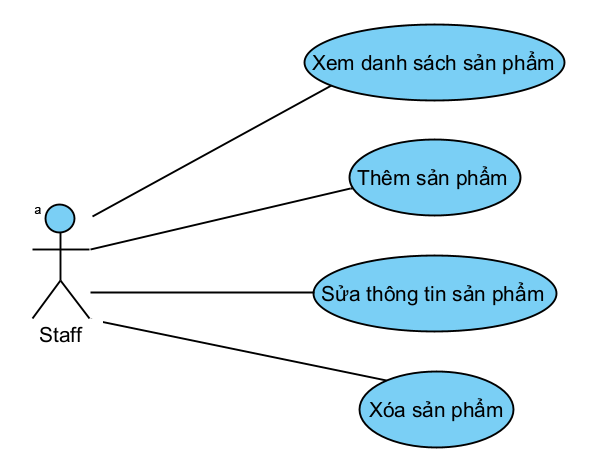 Xem danh sách sản phẩm
Thêm sản phẩm
a
Sửa thông tin sản phẩm
Staff
Xóa sản phẩm